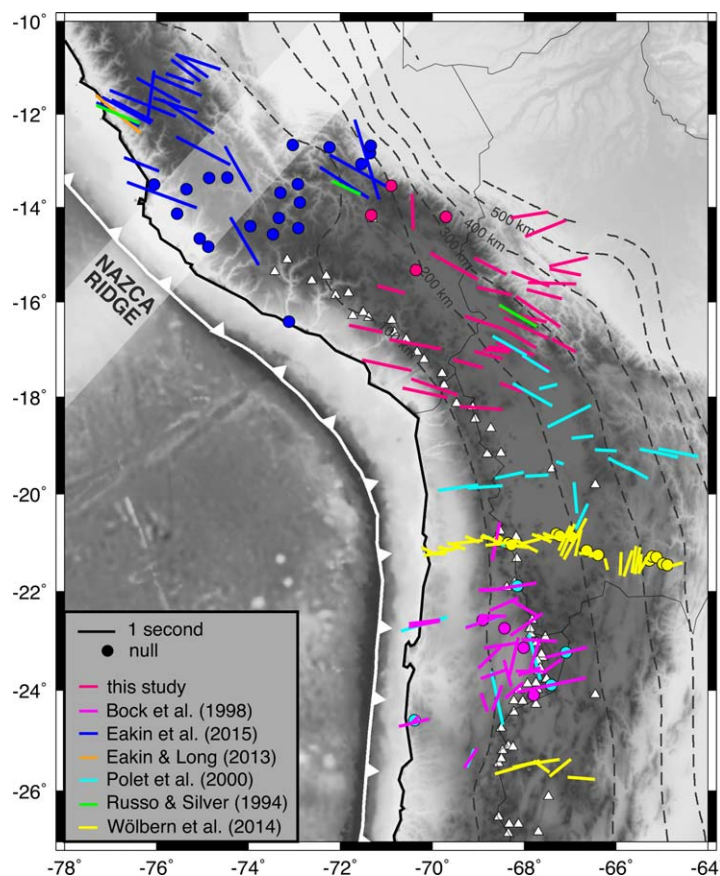 -10°
-12°
-14°
-16°
-18°
-20°
-22°
-24°
-26°
500 km
400 km
300 km
200 km
NAZCA
RIDGE
1 second
null
this study
Bock et al. (1998)
Eakin et al. (2015)
Eakin & Long (2013)
Polet et al. (2000)
Russo & Silver (1994)
Wölbern et al. (2014)
-78 -76 -74 -72 -70 -68 -66 -64